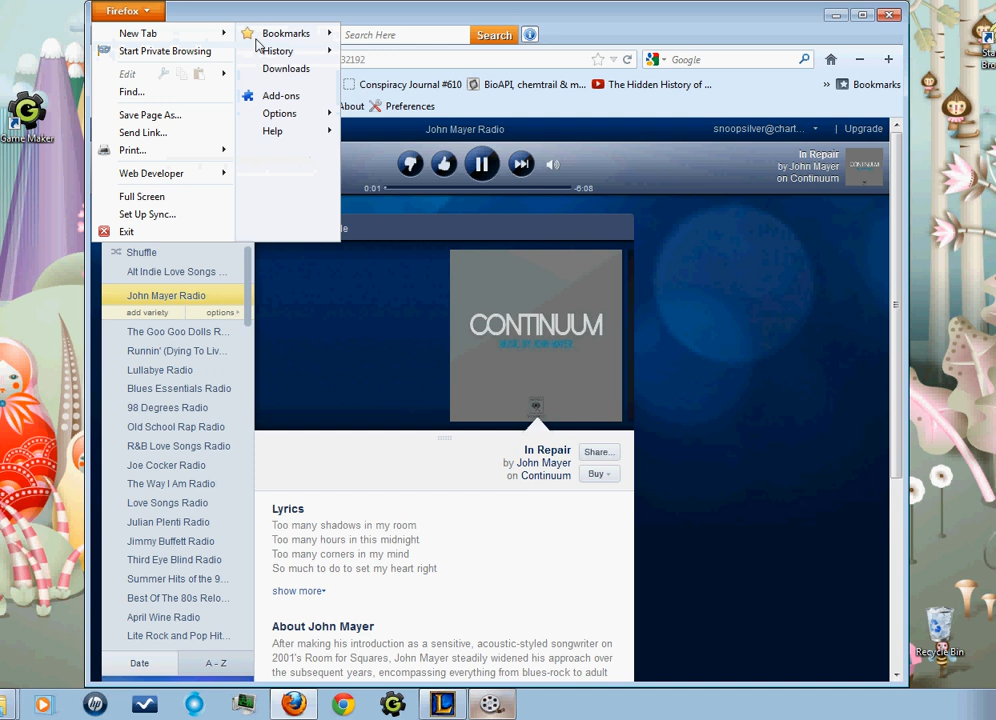 Firefox
New Tab
Bookmarks
Search Here
Search
Start Private Browsing
History
32192
Google
Edit
Downloads
Find...
Conspiracy Journal #610
BioAPI, chemtrail & m...
The Hidden History of ...
»
Bookmarks
Add-ons
About
Preferences
Save Page As...
Options
Send Link...
Help
John Mayer Radio
snoopsilver@chart...
Upgrade
Game Maker
Print...
In Repair
by John Mayer
on Continuum
Web Developer
0:01
-6:08
Full Screen
Set Up Sync...
Exit
Shuffle
Alt Indie Love Songs ...
John Mayer Radio
add variety
options
The Goo Goo Dolls R...
Runnin' (Dying To Liv...
Lullabye Radio
Blues Essentials Radio
98 Degrees Radio
Old School Rap Radio
R&B Love Songs Radio
Joe Cocker Radio
The Way I Am Radio
Love Songs Radio
Julian Plenti Radio
Jimmy Buffett Radio
Third Eye Blind Radio
Summer Hits of the 9...
Best Of The 80s Relo...
April Wine Radio
Lite Rock and Pop Hit...
Date
A - Z
CONTINUUM
MUSIC BY JOHN MAYER
In Repair
Share...
by John Mayer
on Continuum
Buy
Lyrics
Too many shadows in my room
Too many hours in this midnight
Too many corners in my mind
So much to do to set my heart right
show more
About John Mayer
After making his introduction as a sensitive, acoustic-styled songwriter on
2001's Room for Squares, John Mayer steadily widened his approach over
the subsequent years, encompassing everything from blues-rock to adult
Recycle Bin
hp
L